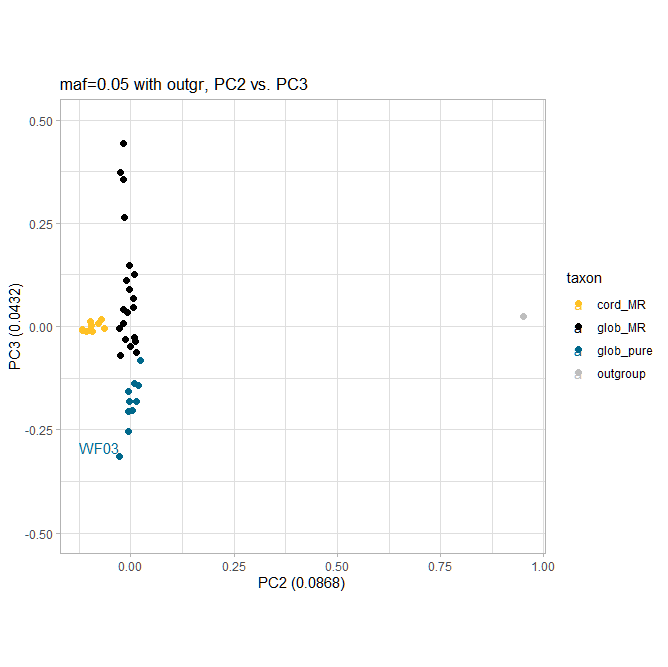 maf=0.05 with outgr, PC2 vs. PC3
0.50
0.25
0.00
-0.25
-0.50
PC3 (0.0432)
WF03
0.00 0.25 0.50 0.75 1.00
PC2 (0.0868)
taxon
a cord_MR
a glob_MR
a glob_pure
a outgroup